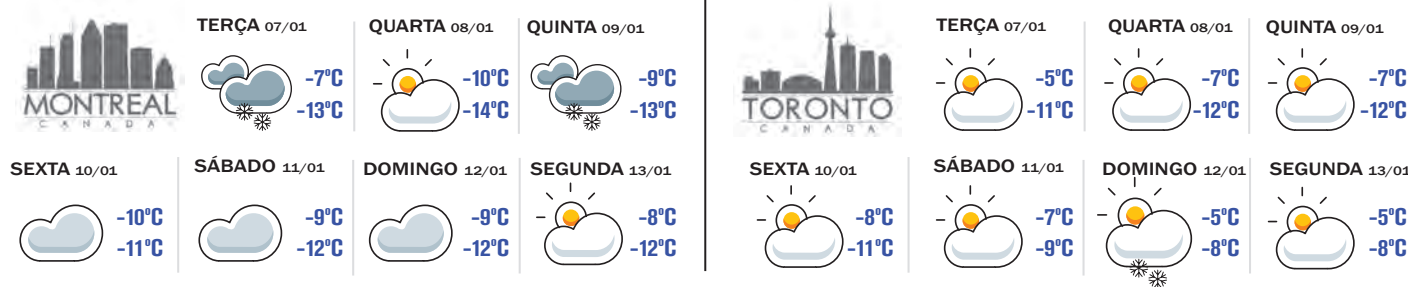 MONTREAL
CANADA
TERÇA 07/01
-7ºC
-13ºC
QUARTA 08/01
-10ºC
-14ºC
QUINTA 09/01
-9ºC
-13ºC
SEXTA 10/01
-10ºC
-11ºC
SÁBADO 11/01
-9ºC
-12ºC
DOMINGO 12/01
-9ºC
-12ºC
SEGUNDA 13/01
-8ºC
-12ºC
TORONTO
CANADA
TERÇA 07/01
-5ºC
-11ºC
QUARTA 08/01
-7ºC
-12ºC
QUINTA 09/01
-7ºC
-12ºC
SEXTA 10/01
-8ºC
-11ºC
SÁBADO 11/01
-7ºC
-9ºC
DOMINGO 12/01
-5ºC
-8ºC
SEGUNDA 13/01
-5ºC
-8ºC